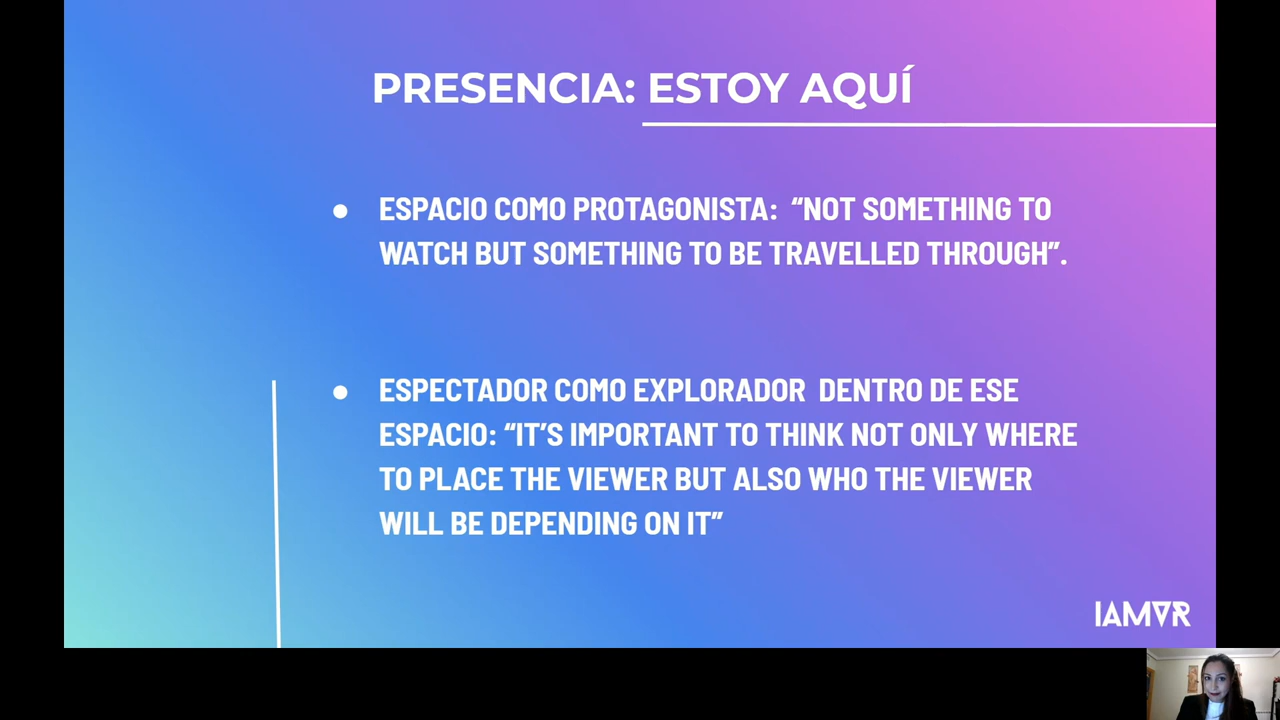 PRESENCIA: ESTOY AQUÍ
● ESPACIO COMO PROTAGONISTA: “NOT SOMETHING TO
WATCH BUT SOMETHING TO BE TRAVELLED THROUGH”.
● ESPECTADOR COMO EXPLORADOR DENTRO DE ESE
ESPACIO: “IT’S IMPORTANT TO THINK NOT ONLY WHERE
TO PLACE THE VIEWER BUT ALSO WHO THE VIEWER
WILL BE DEPENDING ON IT”
IAMVR